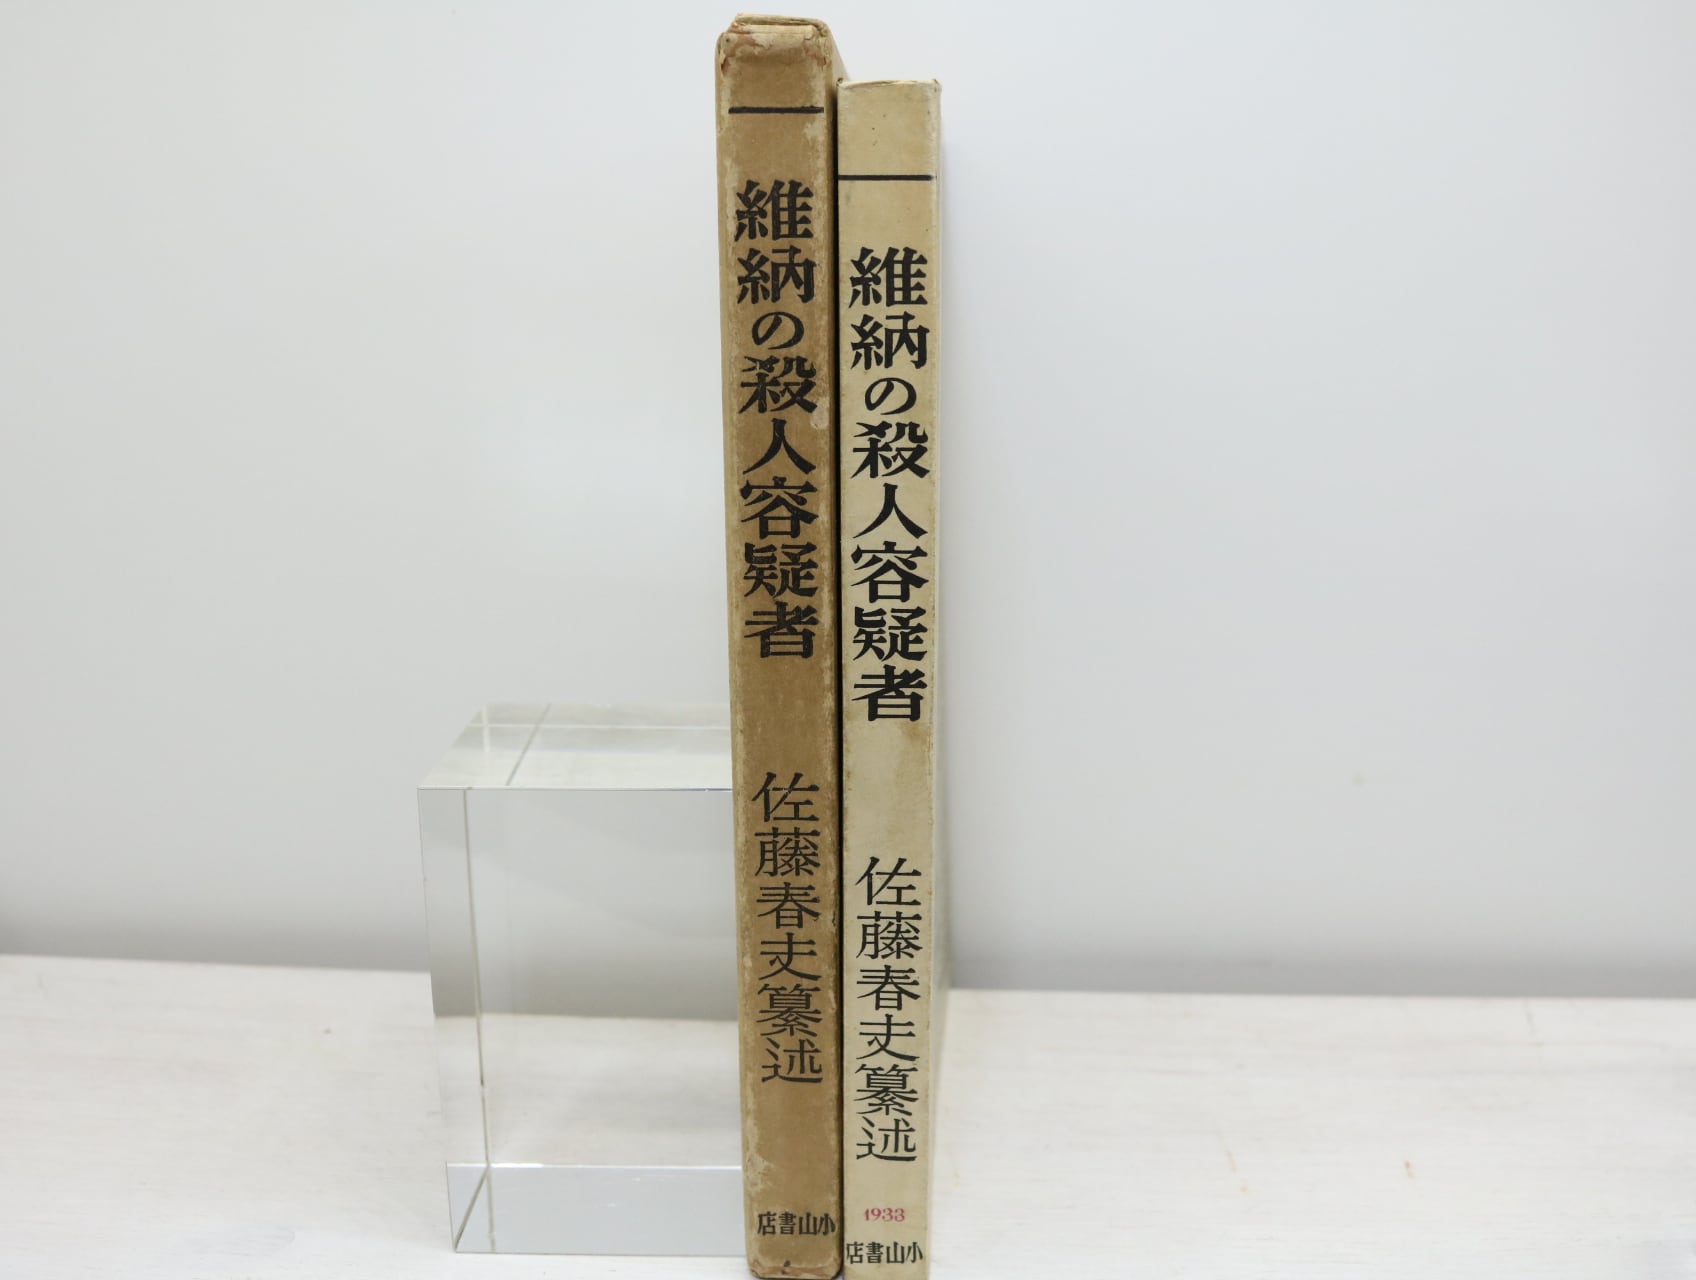 維納の殺人容疑者
佐藤春夫纂述
店書山小
維納の殺人容疑者
佐藤春夫纂述
1933
店書山小